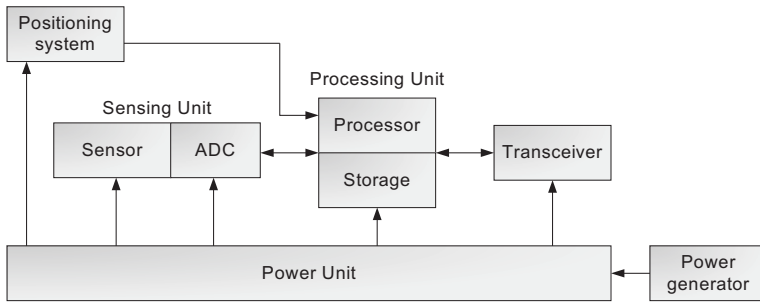 Positioning
system
Processing Unit
Sensing Unit
Processor
Sensor
ADC
Transceiver
Storage
Power Unit
Power
generator